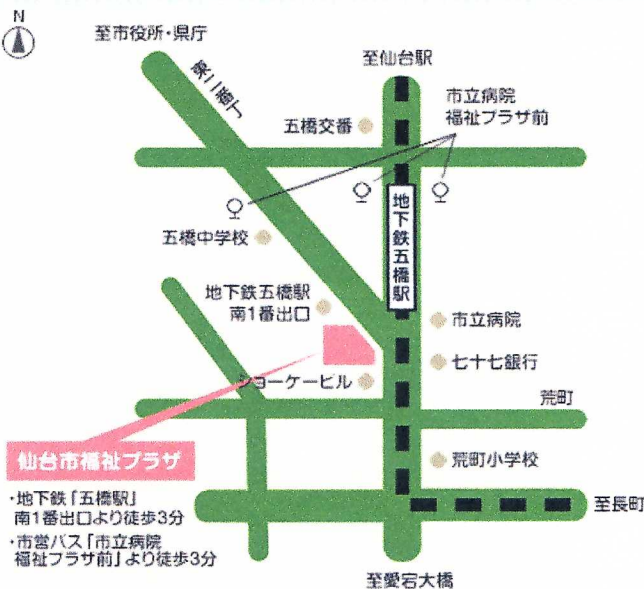 N
至市役所・県庁
東二番丁
至仙台駅
市立病院
福祉プラザ前
五橋交番
地下鉄五橋駅
五橋中学校
地下鉄五橋駅
南1番出口
市立病院
七十七銀行
ショーケービル
荒町
仙台市福祉プラザ
荒町小学校
・地下鉄「五橋駅」
南1番出口より徒歩3分
・市営バス「市立病院
福祉プラザ前」より徒歩3分
至長町
至愛宕大橋